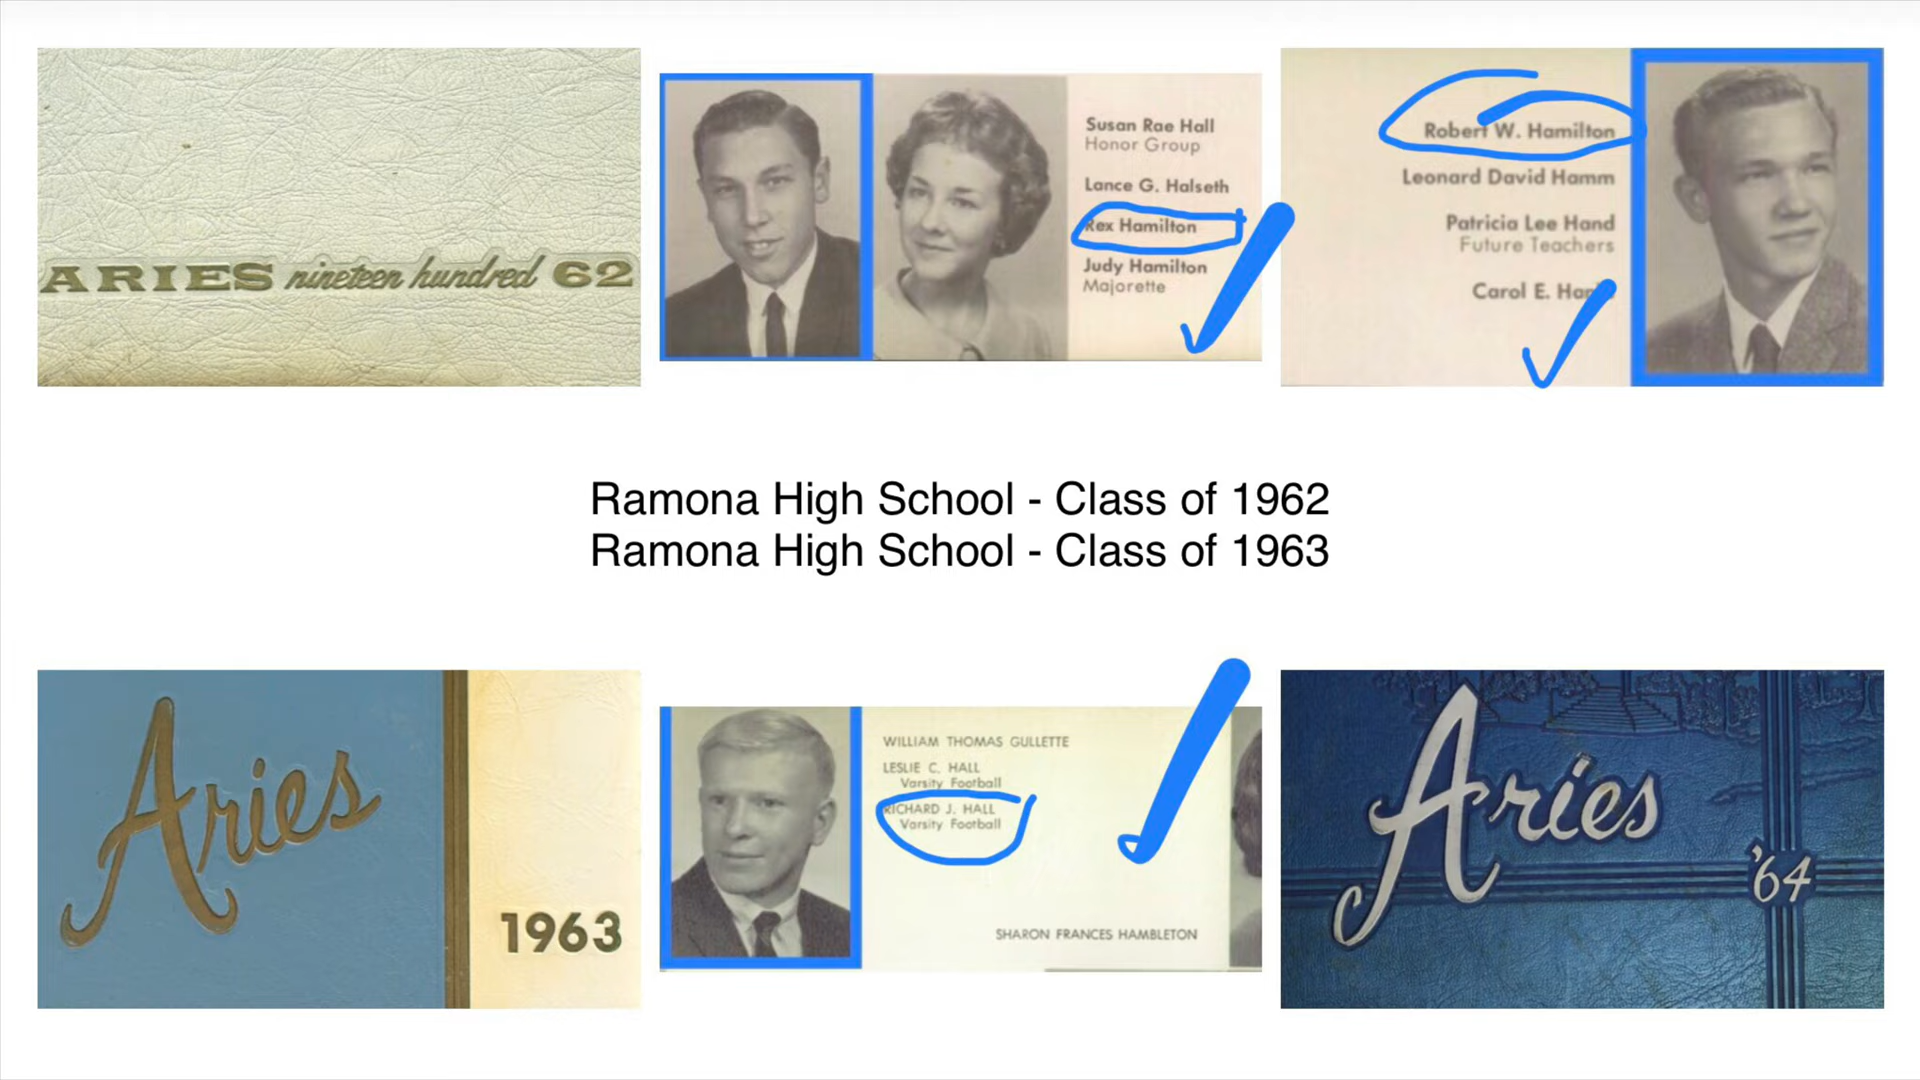 ARIES nineteen hundred 62
Susan Rae Hall
Honor Group
Lance G. Halseth
Rex Hamilton
Judy Hamilton
Majorette
Robert W. Hamilton
Leonard David Hamm
Patricia Lee Hand
Future Teachers
Carol E.
Ramona High School - Class of 1962
Ramona High School - Class of 1963
Aries
1963
WILLIAM THOMAS GULLETTE
LESLIE C. HALL
Varsity Football
RICHARD J. HALL
Varsity Football
SHARON FRANCES HAMBLETON
Aries
'64